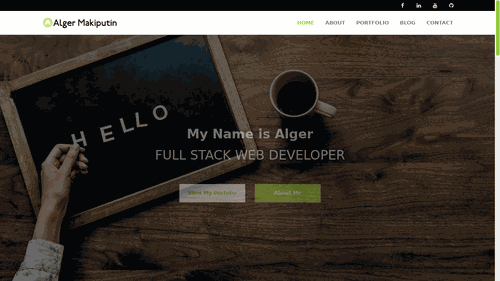 Alger Makiputin
HOME ABOUT PORTFOLIO BLOG CONTACT
HELLO
My Name is Alger
FULL STACK WEB DEVELOPER
View My Portfolio About Me